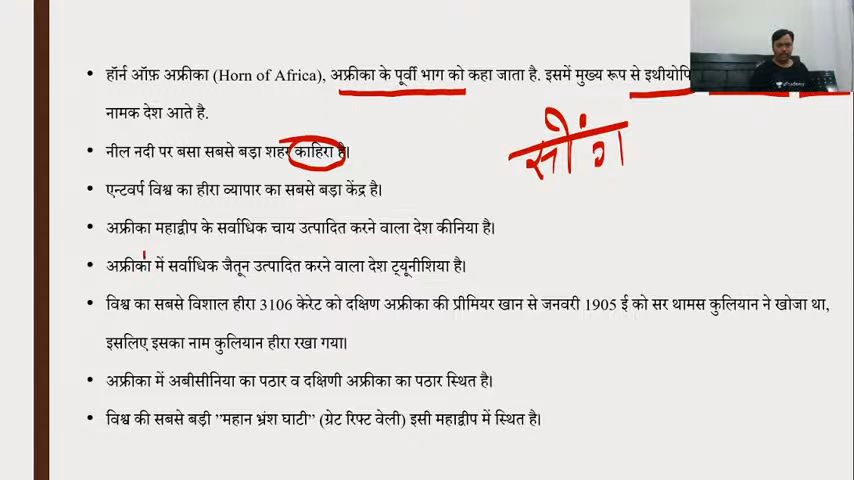 • हॉर्न ऑफ़ अफ्रीका (Horn of Africa), अफ्रीका के पूर्वी भाग को कहा जाता है. इसमें मुख्य रूप से
नामक देश आते है.
सींग
• नील नदी पर बसा सबसे बड़ा शहर काहिरा है।
• एन्टवर्प विश्व का हीरा व्यापार का सबसे बड़ा केंद्र है।
• अफ्रीका महाद्वीप के सर्वाधिक चाय उत्पादित करने वाला देश कीनिया है।
• अफ्रीका में सर्वाधिक जैतून उत्पादित करने वाला देश ट्यूनीशिया है।
• विश्व का सबसे विशाल हीरा 3106 केरेट को दक्षिण अफ्रीका की प्रीमियर खान से जनवरी 1905 ई को सर थामस कुलियान ने खोजा था,
इसलिए इसका नाम कुलियान हीरा रखा गया।
• अफ्रीका में अबीसीनिया का पठार व दक्षिणी अफ्रीका का पठार स्थित है।
• विश्व की सबसे बड़ी ”महान भ्रंश घाटी” (ग्रेट रिफ्ट वेली) इसी महाद्वीप में स्थित है।